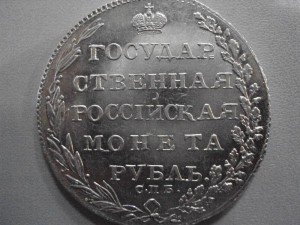 ГОСУДАР
СТВЕННАЯ
РОССІЙСКАЯ
МОНЕТА
РУБЛЬ.
С.П.Б.